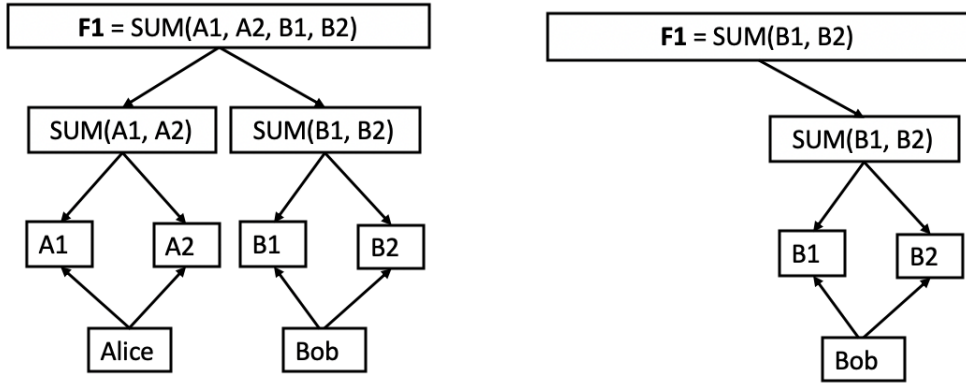 F1 = SUM(A1, A2, B1, B2)
SUM(A1, A2)
SUM(B1, B2)
A1
A2
B1
B2
Alice
Bob
F1 = SUM(B1, B2)
SUM(B1, B2)
B1
B2
Bob